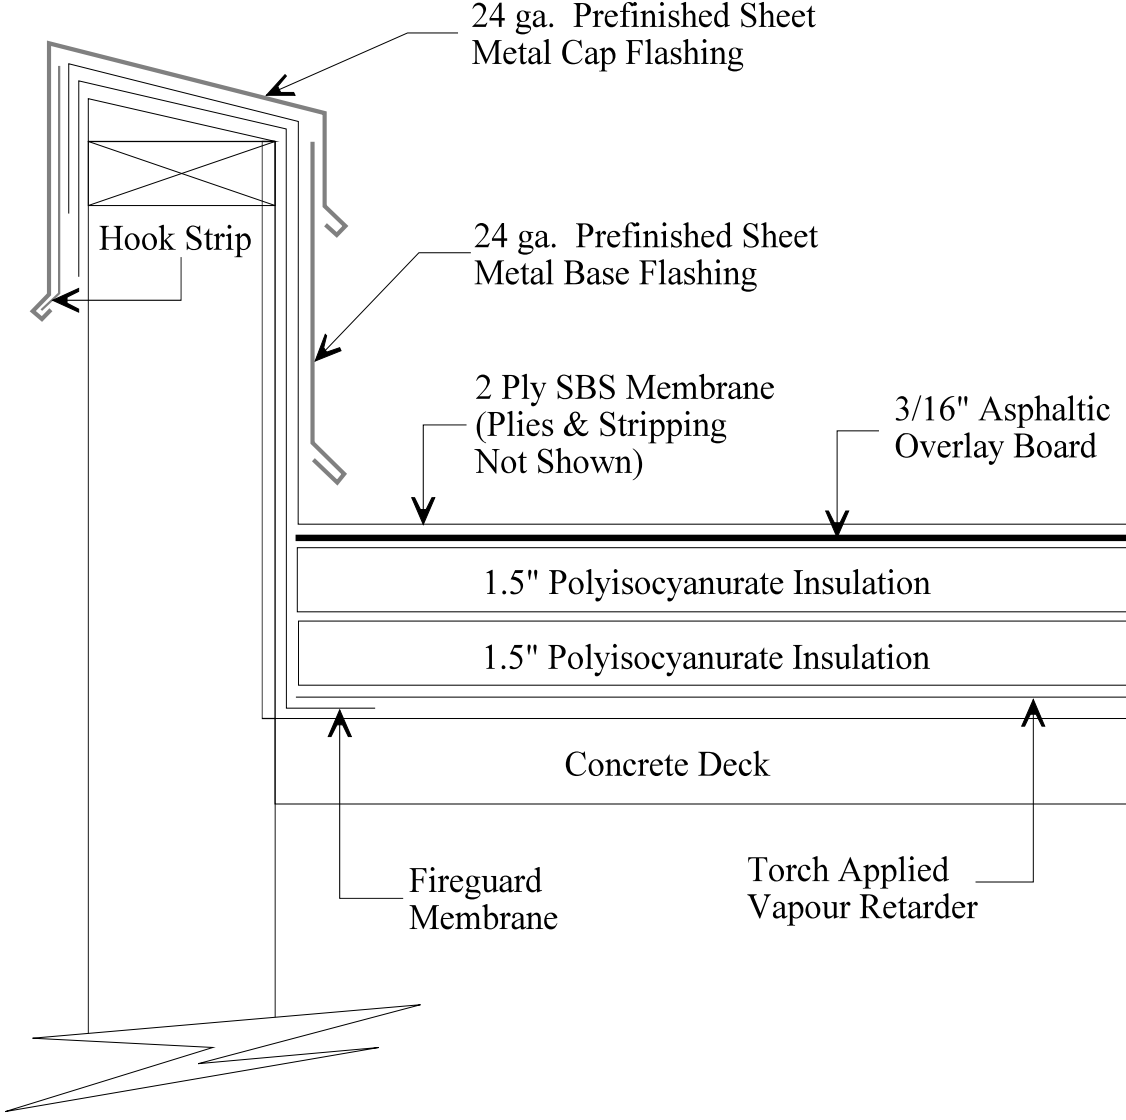 24 ga.  Prefinished Sheet
Metal Cap Flashing
Hook Strip
24 ga.  Prefinished Sheet
Metal Base Flashing
2 Ply SBS Membrane
(Plies & Stripping
Not Shown)
3/16" Asphaltic
Overlay Board
1.5" Polyisocyanurate Insulation
1.5" Polyisocyanurate Insulation
Concrete Deck
Fireguard
Membrane
Torch Applied
Vapour Retarder